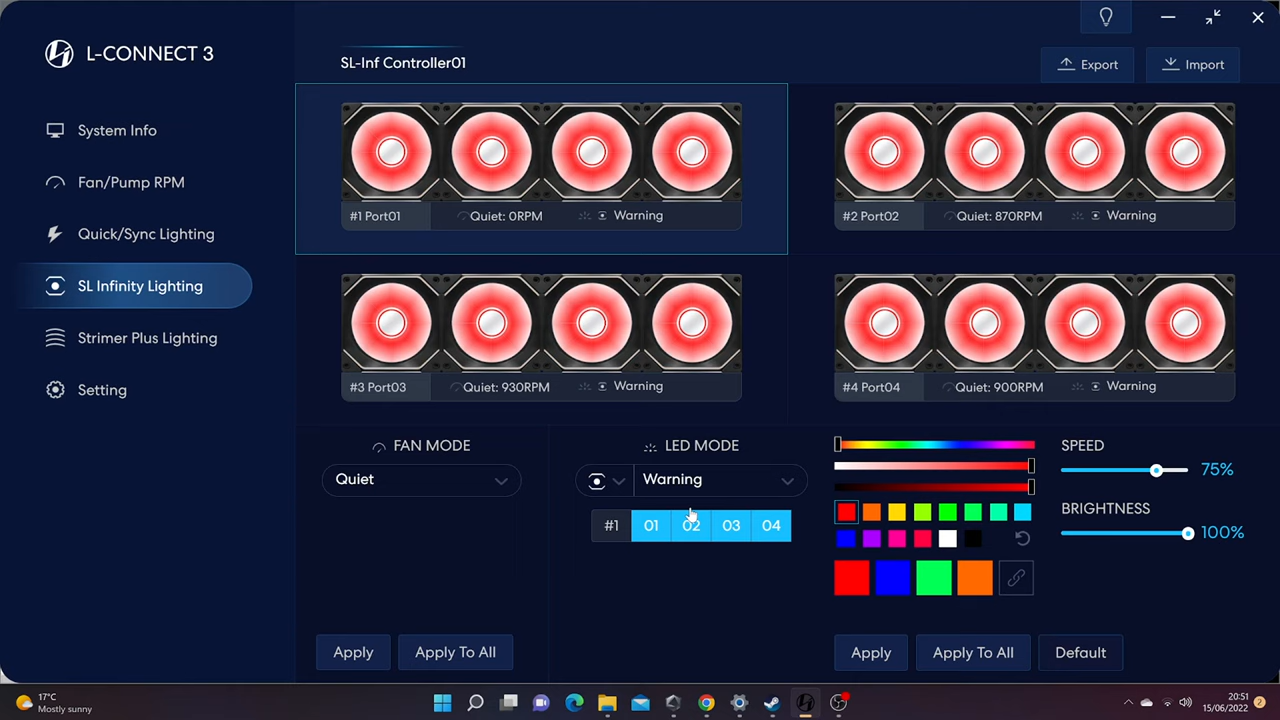 L-CONNECT 3
System Info
Fan/Pump RPM
Quick/Sync Lighting
SL Infinity Lighting
Strimer Plus Lighting
Setting
SL-Inf Controller01
Export
Import
#1 Port01
Quiet: 0RPM
Warning
#2 Port02
Quiet: 870RPM
Warning
#3 Port03
Quiet: 930RPM
Warning
#4 Port04
Quiet: 900RPM
Warning
FAN MODE
Quiet
Apply
Apply To All
LED MODE
Warning
#1 01 02 03 04
SPEED
75%
BRIGHTNESS
100%
Apply
Apply To All
Default
17°C
Mostly sunny
20:51
15/06/2022
2